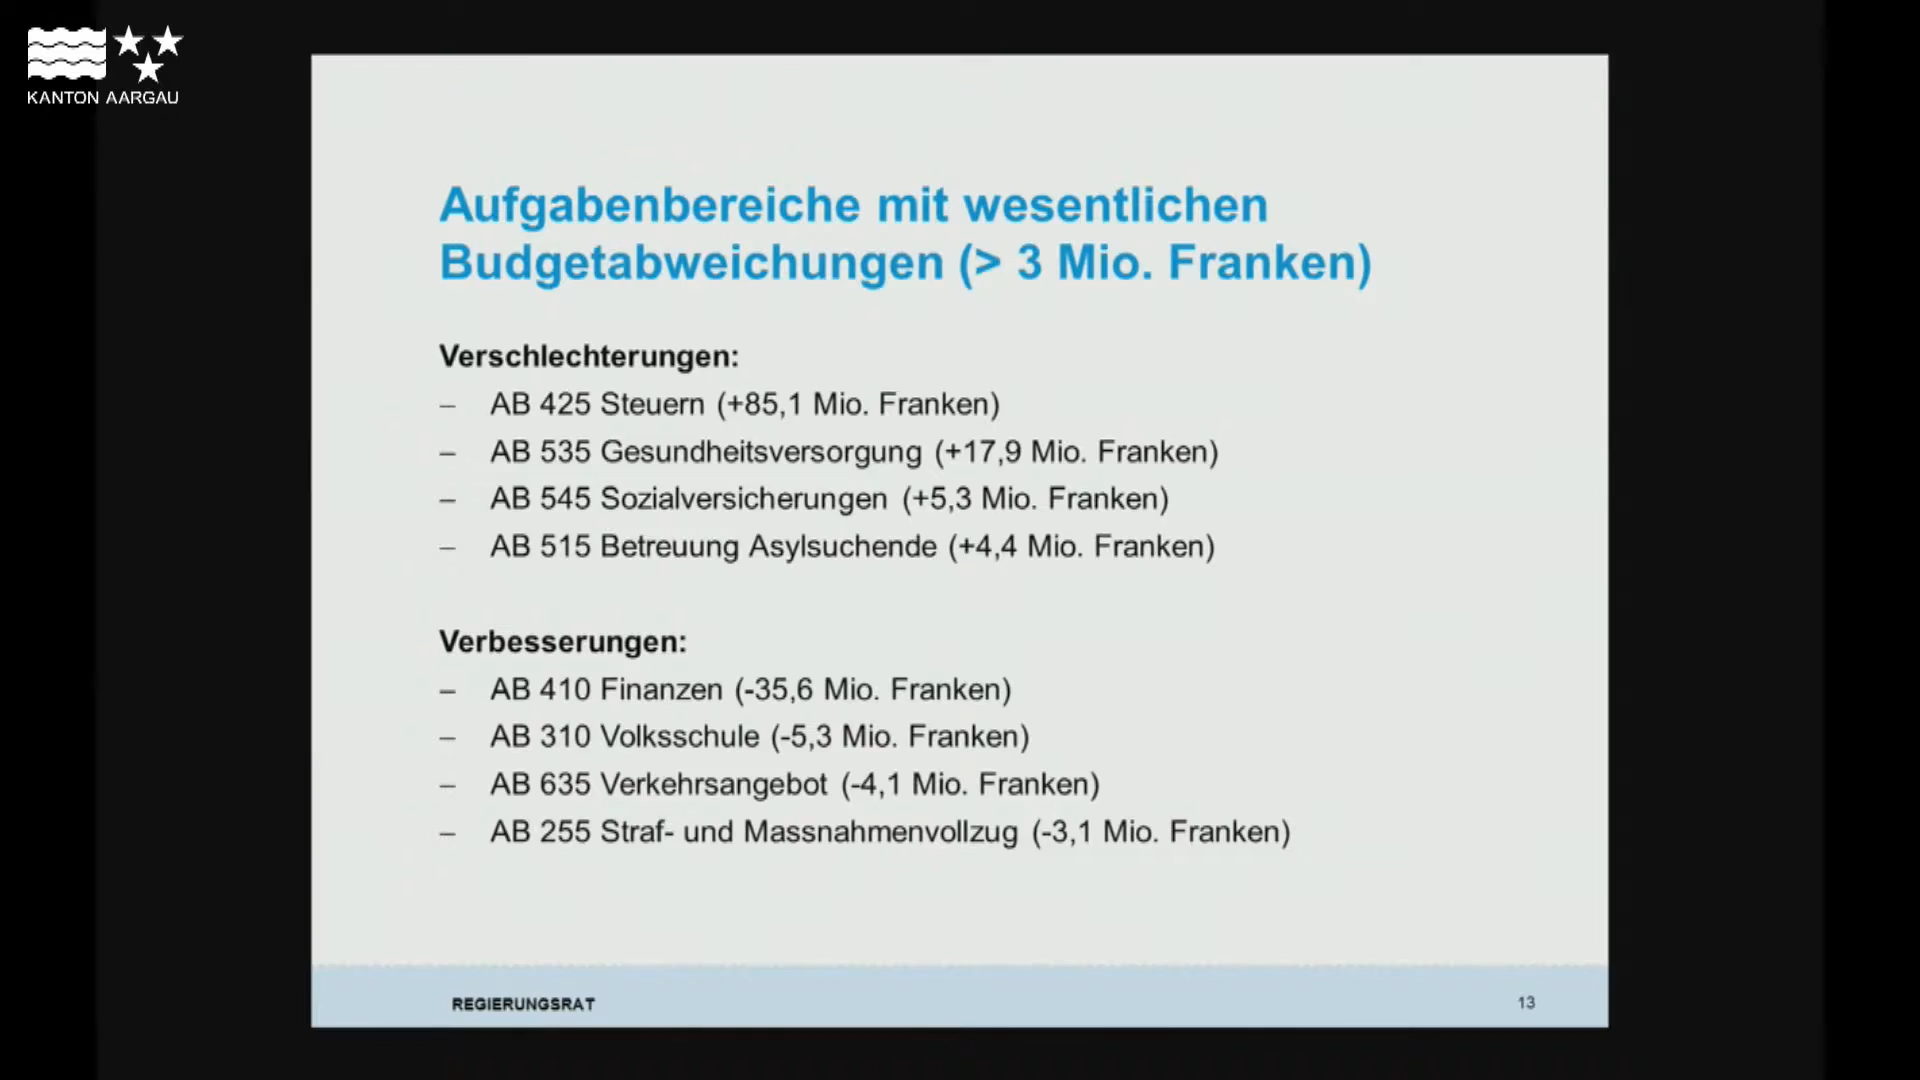 KANTON AARGAU
Aufgabenbereiche mit wesentlichen
Budgetabweichungen (> 3 Mio. Franken)
Verschlechterungen:
– AB 425 Steuern (+85,1 Mio. Franken)
– AB 535 Gesundheitsversorgung (+17,9 Mio. Franken)
– AB 545 Sozialversicherungen (+5,3 Mio. Franken)
– AB 515 Betreuung Asylsuchende (+4,4 Mio. Franken)
Verbesserungen:
– AB 410 Finanzen (-35,6 Mio. Franken)
– AB 310 Volksschule (-5,3 Mio. Franken)
– AB 635 Verkehrsangebot (-4,1 Mio. Franken)
– AB 255 Straf- und Massnahmenvollzug (-3,1 Mio. Franken)
REGIERUNGSRAT
13